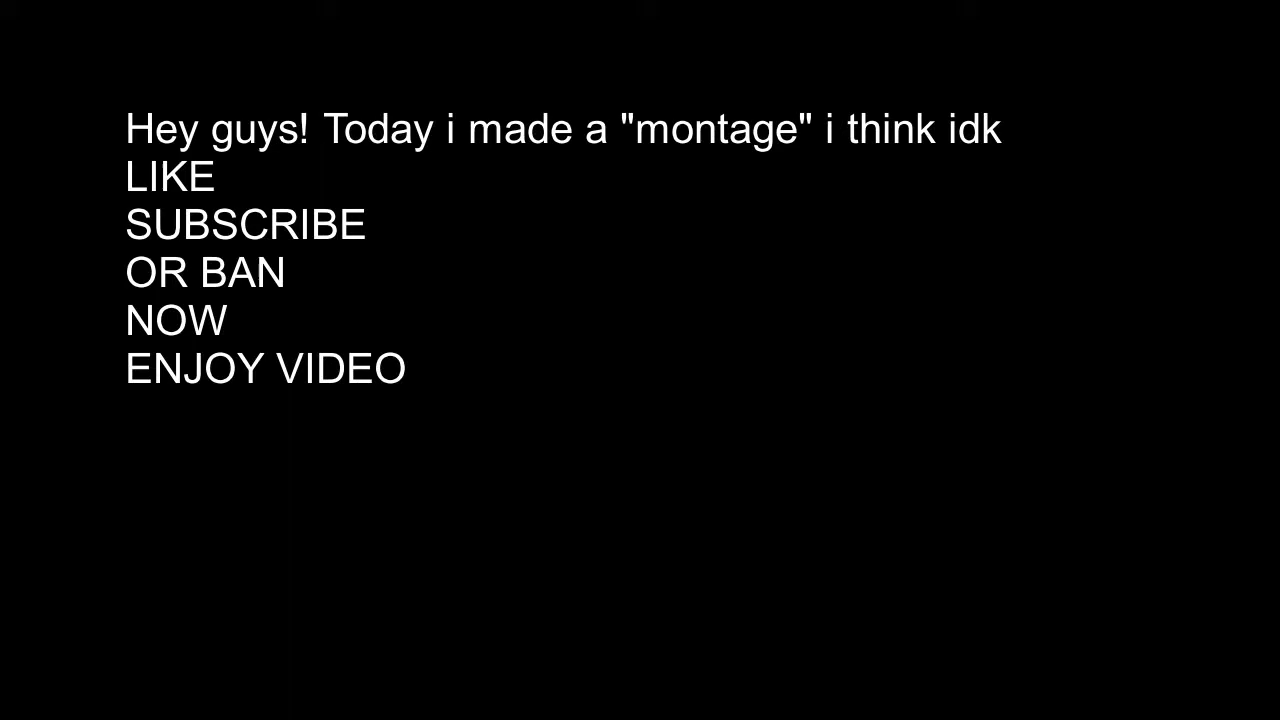 Hey guys! Today i made a "montage" i think idk
LIKE
SUBSCRIBE
OR BAN
NOW
ENJOY VIDEO